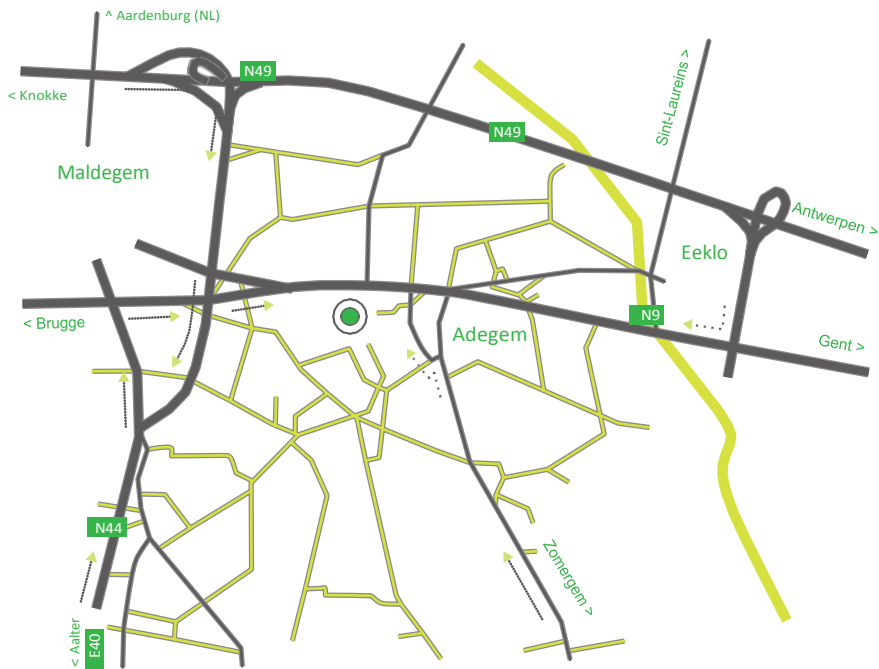 ^ Aardenburg (NL)
N49
< Knokke
N49
Sint-Laureins >
Maldegem
Antwerpen >
Eeklo
< Brugge
N9
Adegem
Gent >
N44
Zomergem >
< Aalter
E40